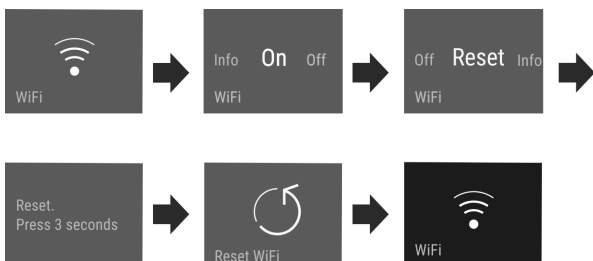 WiFi
Info On Off
WiFi
Off Reset Info
WiFi
Reset.
Press 3 seconds
Reset WiFi
WiFi